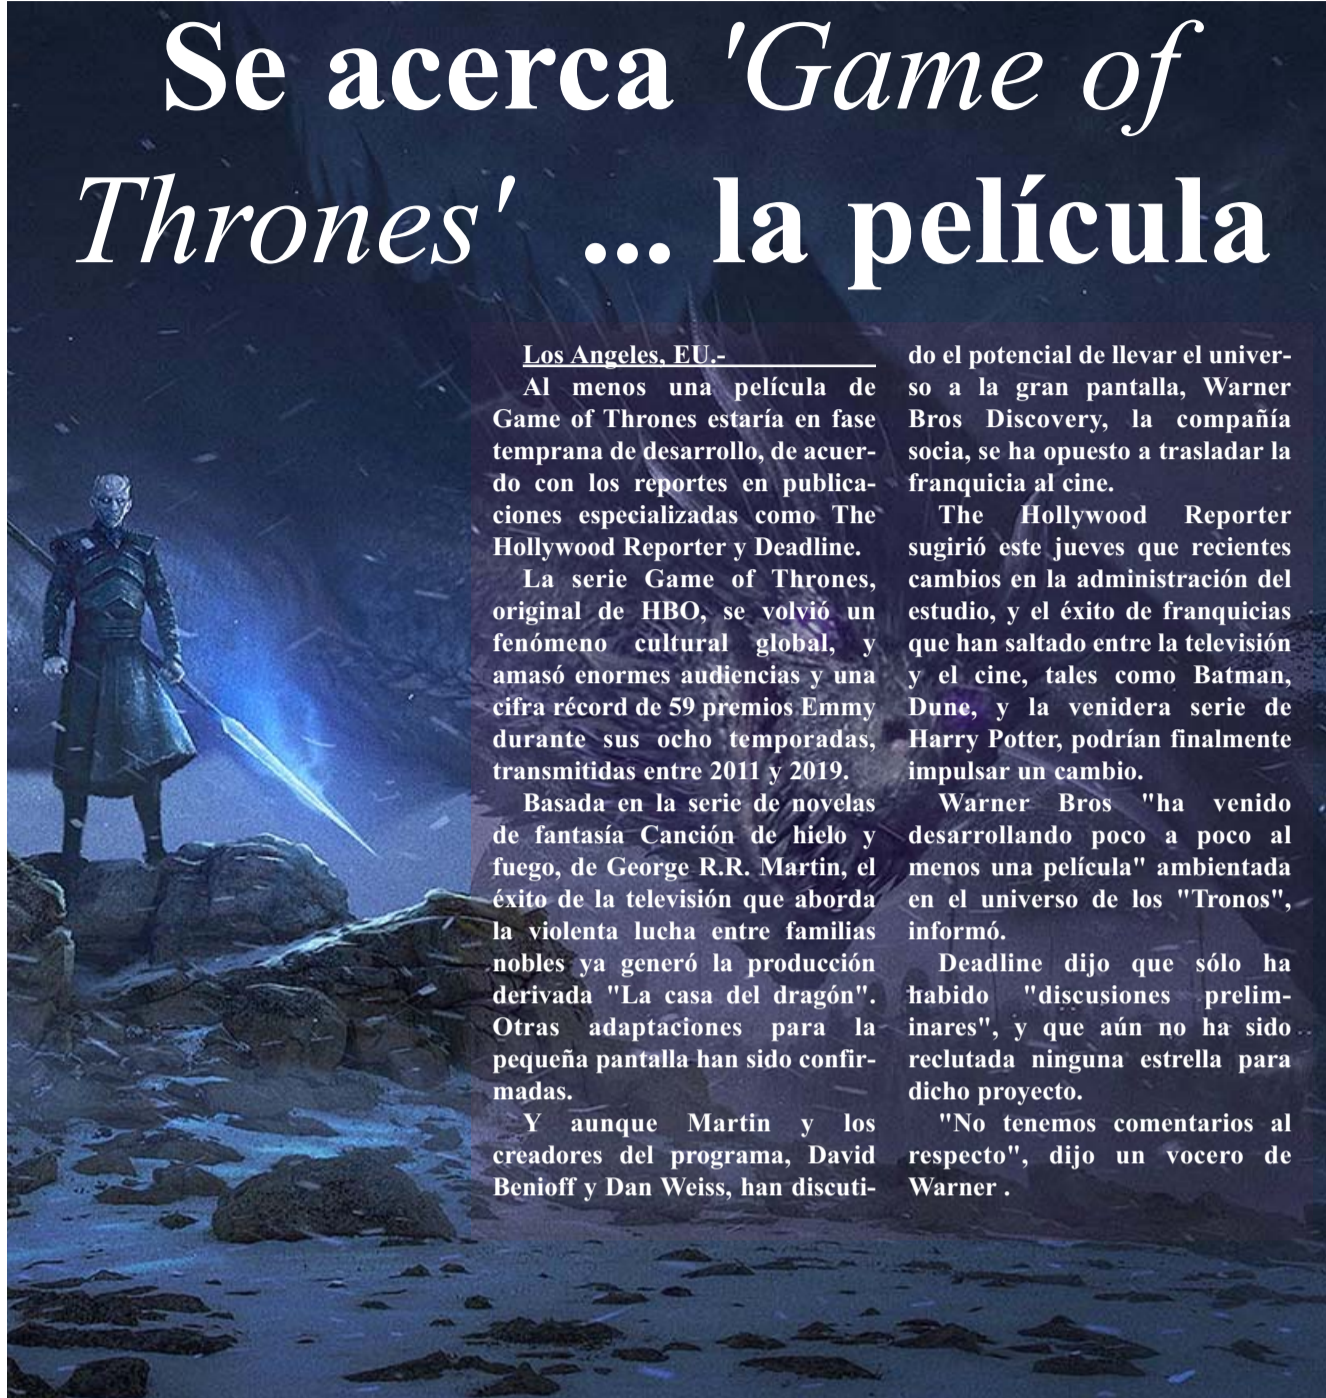 Se acerca 'Game of
Thrones' ... la película
Los Angeles, EU.-
Al menos una película de
Game of Thrones estaría en fase
temprana de desarrollo, de acuer-
do con los reportes en publica-
ciones especializadas como The
Hollywood Reporter y Deadline.
La serie Game of Thrones,
original de HBO, se volvió un
fenómeno cultural global, y
amasó enormes audiencias y una
cifra récord de 59 premios Emmy
durante sus ocho temporadas,
transmitidas entre 2011 y 2019.
Basada en la serie de novelas
de fantasía Canción de hielo y
fuego, de George R.R. Martin, el
éxito de la televisión que aborda
la violenta lucha entre familias
nobles ya generó la producción
derivada "La casa del dragón".
Otras adaptaciones para la
pequeña pantalla han sido confir-
madas.
Y aunque Martin y los
creadores del programa, David
Benioff y Dan Weiss, han discuti-
do el potencial de llevar el univer-
so a la gran pantalla, Warner
Bros Discovery, la compañía
socia, se ha opuesto a trasladar la
franquicia al cine.
The Hollywood Reporter
sugirió este jueves que recientes
cambios en la administración del
estudio, y el éxito de franquicias
que han saltado entre la televisión
y el cine, tales como Batman,
Dune, y la venidera serie de
Harry Potter, podrían finalmente
impulsar un cambio.
Warner Bros "ha venido
desarrollando poco a poco al
menos una película" ambientada
en el universo de los "Tronos",
informó.
Deadline dijo que sólo ha
habido "discusiones prelim-
inares", y que aún no ha sido
reclutada ninguna estrella para
dicho proyecto.
"No tenemos comentarios al
respecto", dijo un vocero de
Warner .